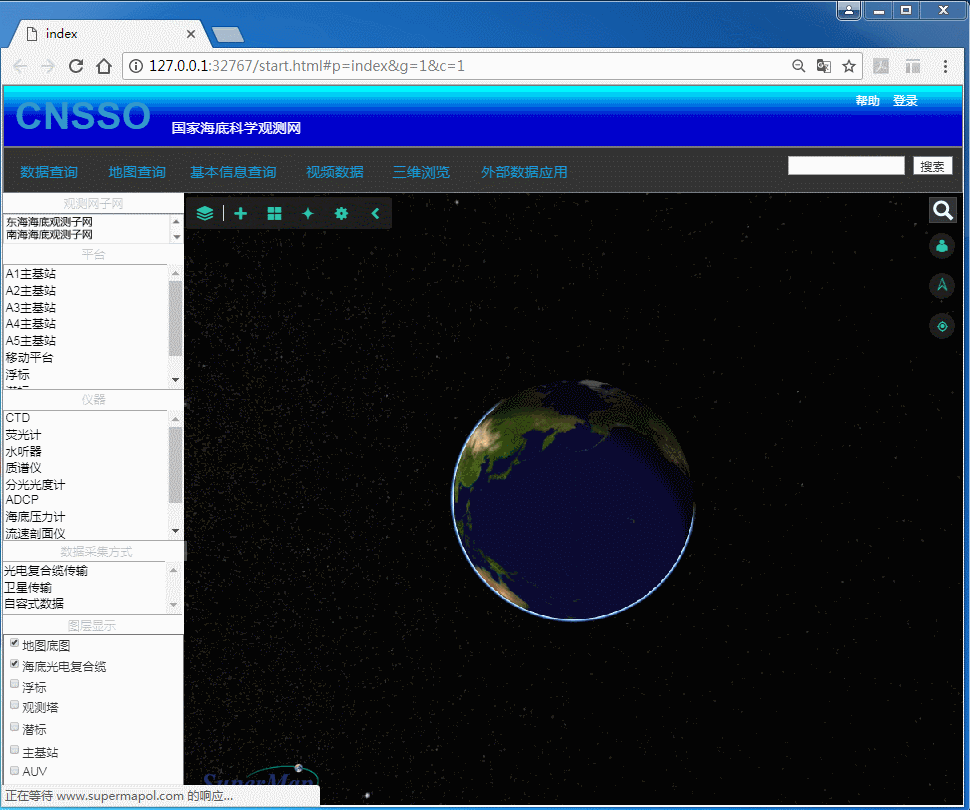 index
127.0.0.1:32767/start.html#p=index&g=1&c=1
帮助 登录
CNSSO 国家海底科学观测网
数据查询 地图查询 基本信息查询 视频数据 三维浏览 外部数据应用 搜索
观测网子网
东海海底观测子网
南海海底观测子网
平台
A1主基站
A2主基站
A3主基站
A4主基站
A5主基站
移动平台
浮标
潜标
仪器
CTD
荧光计
水听器
质谱仪
分光光度计
ADCP
海底压力计
流速剖面仪
数据采集方式
光电复合缆传输
卫星传输
自容式数据
图层显示
地图底图
海底光电复合缆
浮标
观测塔
潜标
主基站
AUV
SuperMap
正在等待 www.supermapol.com 的响应...